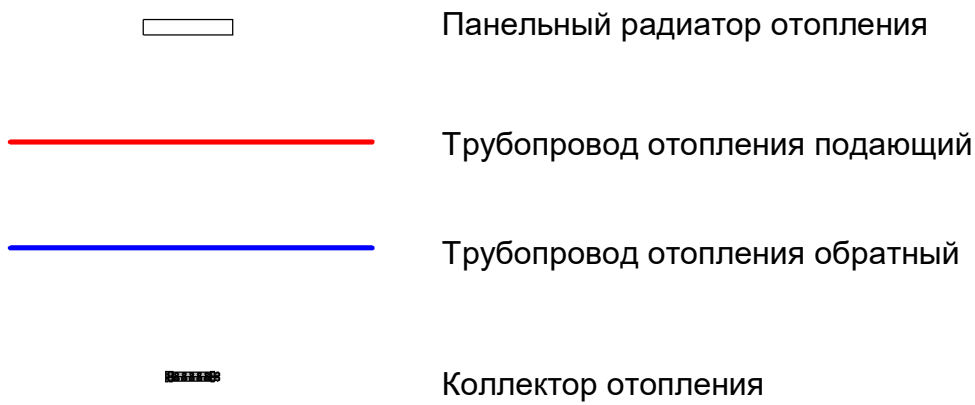 Панельный радиатор отопления
Трубопровод отопления подающий
Трубопровод отопления обратный
Коллектор отопления